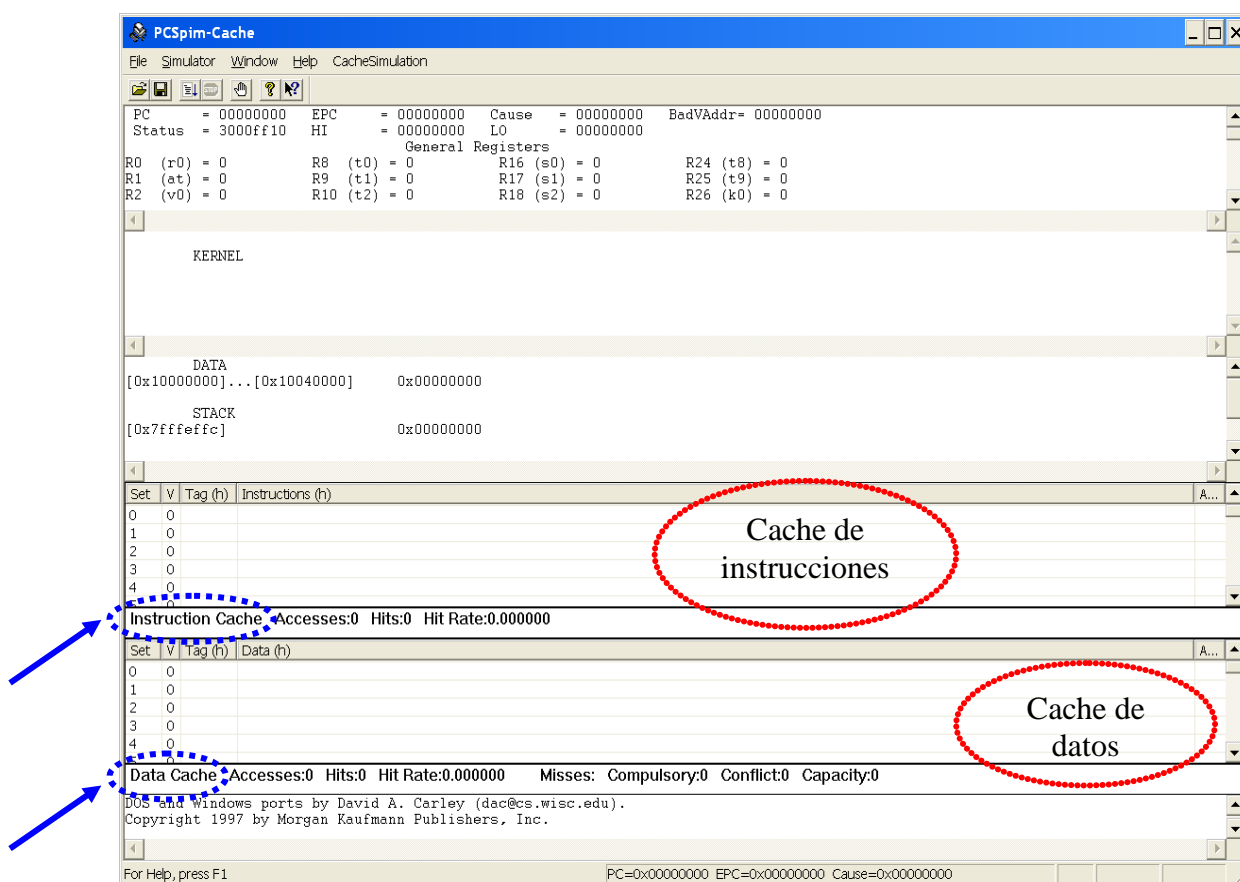 PCSpim-Cache
File Simulator Window Help CacheSimulation
PC = 00000000 EPC = 00000000 Cause = 00000000 BadVAddr= 00000000
Status = 3000ff10 HI = 00000000 LO = 00000000
General Registers
R0 (r0) = 0 R8 (t0) = 0 R16 (s0) = 0 R24 (t8) = 0
R1 (at) = 0 R9 (t1) = 0 R17 (s1) = 0 R25 (t9) = 0
R2 (v0) = 0 R10 (t2) = 0 R18 (s2) = 0 R26 (k0) = 0
KERNEL
DATA
[0x10000000]...[0x10040000] 0x00000000
STACK
[0x7fffeffc] 0x00000000
Set V Tag (h) Instructions (h) A...
0 0
1 0
2 0
3 0
4 0
Cache de
instrucciones
Instruction Cache Accesses:0 Hits:0 Hit Rate:0.000000
Set V Tag (h) Data (h) A...
0 0
1 0
2 0
3 0
4 0
Cache de
datos
Data Cache Accesses:0 Hits:0 Hit Rate:0.000000 Misses: Compulsory:0 Conflict:0 Capacity:0
DOS and Windows ports by David A. Carley (dac@cs.wisc.edu).
Copyright 1997 by Morgan Kaufmann Publishers, Inc.
For Help, press F1 PC=0x00000000 EPC=0x00000000 Cause=0x00000000